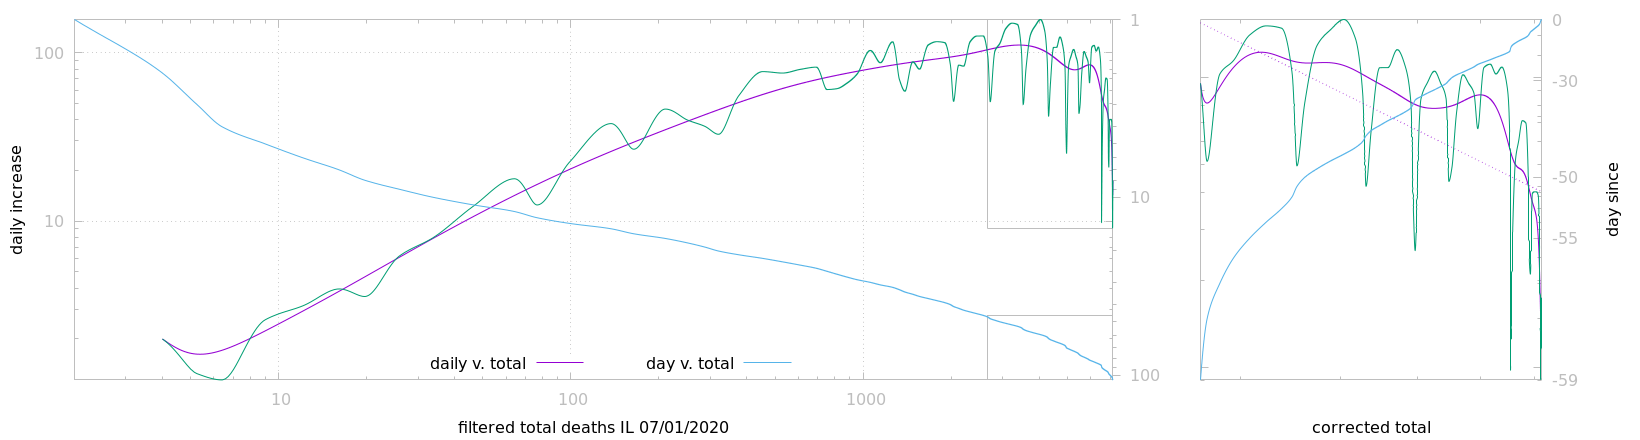 100
10
daily increase
daily v. total
day v. total
1
10
100
10
100
1000
filtered total deaths IL 07/01/2020
0
-30
-50
-55
-59
day since
corrected total